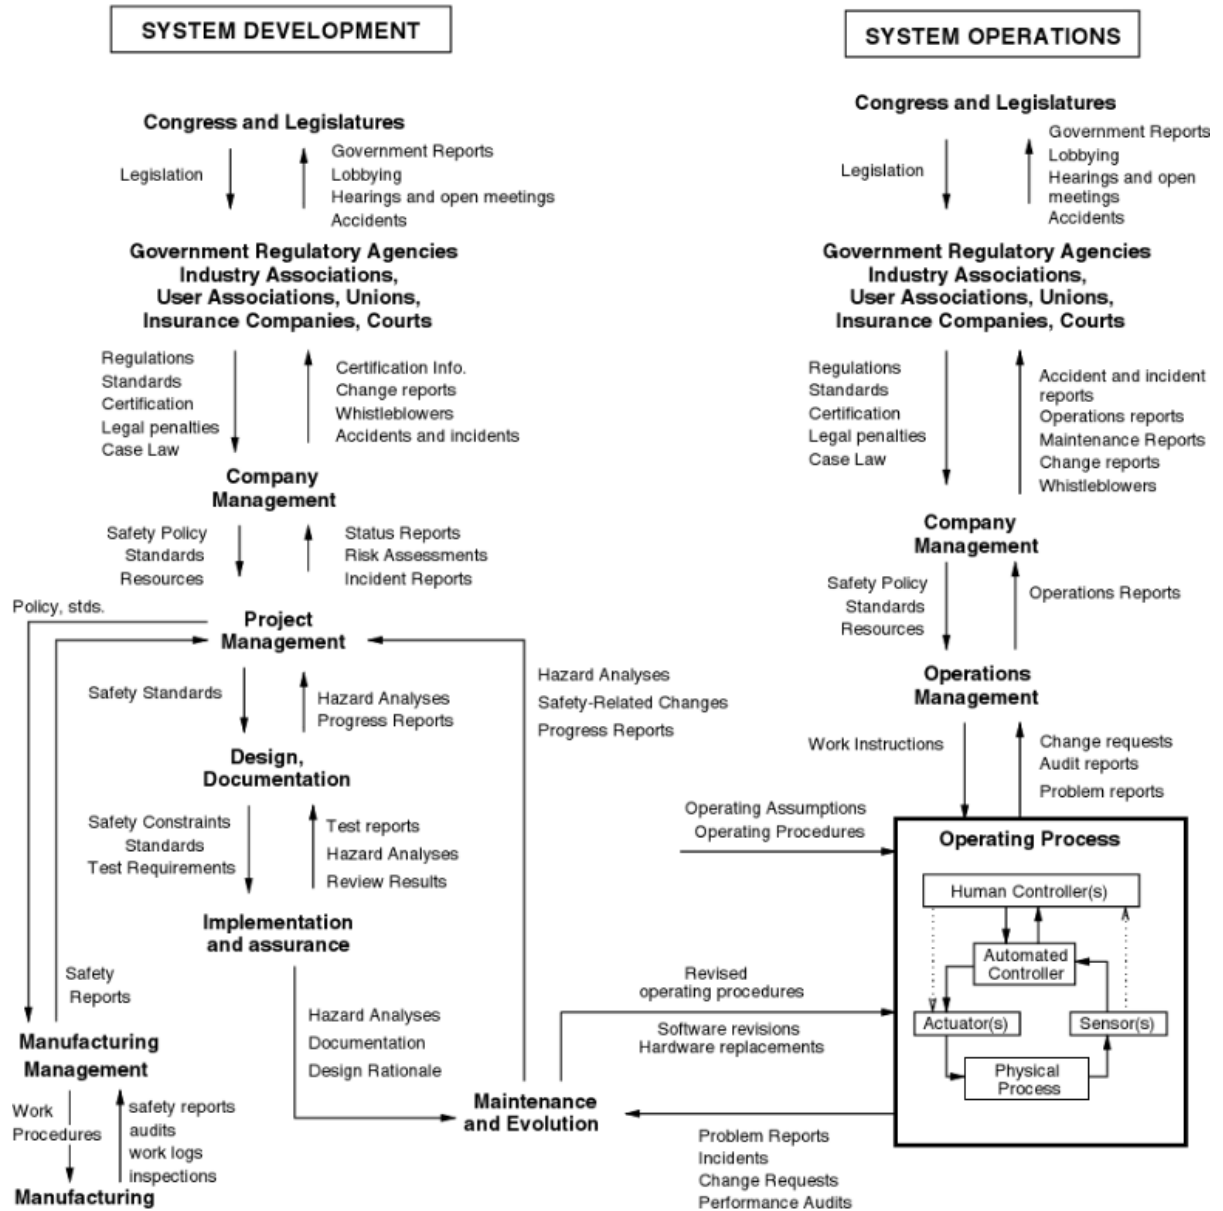 SYSTEM DEVELOPMENT
Congress and Legislatures
Legislation
Government Reports
Lobbying
Hearings and open meetings
Accidents
Government Regulatory Agencies
Industry Associations,
User Associations, Unions,
Insurance Companies, Courts
Regulations
Standards
Certification
Legal penalties
Case Law
Certification Info.
Change reports
Whistleblowers
Accidents and incidents
Company
Management
Safety Policy
Standards
Resources
Status Reports
Risk Assessments
Incident Reports
Policy, stds.
Project
Management
Safety Standards
Hazard Analyses
Progress Reports
Hazard Analyses
Safety-Related Changes
Progress Reports
Design,
Documentation
Safety Constraints
Standards
Test Requirements
Test reports
Hazard Analyses
Review Results
Implementation
and assurance
Safety
Reports
Hazard Analyses
Documentation
Design Rationale
Manufacturing
Management
Work
Procedures
safety reports
audits
work logs
inspections
Manufacturing
Maintenance
and Evolution
SYSTEM OPERATIONS
Congress and Legislatures
Legislation
Government Reports
Lobbying
Hearings and open
meetings
Accidents
Government Regulatory Agencies
Industry Associations,
User Associations, Unions,
Insurance Companies, Courts
Regulations
Standards
Certification
Legal penalties
Case Law
Accident and incident
reports
Operations reports
Maintenance Reports
Change reports
Whistleblowers
Company
Management
Safety Policy
Standards
Resources
Operations Reports
Operations
Management
Work Instructions
Change requests
Audit reports
Problem reports
Operating Assumptions
Operating Procedures
Operating Process
Human Controller(s)
Automated
Controller
Actuator(s)
Sensor(s)
Physical
Process
Revised
operating procedures
Software revisions
Hardware replacements
Problem Reports
Incidents
Change Requests
Performance Audits